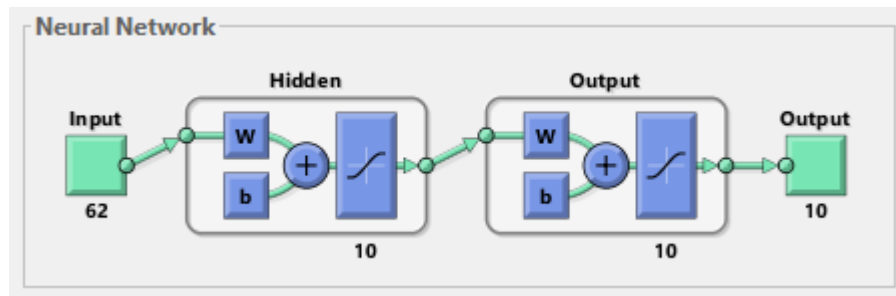 Neural Network
Hidden
Output
Input
Output
W
W
+
+
b
b
62
10
10
10